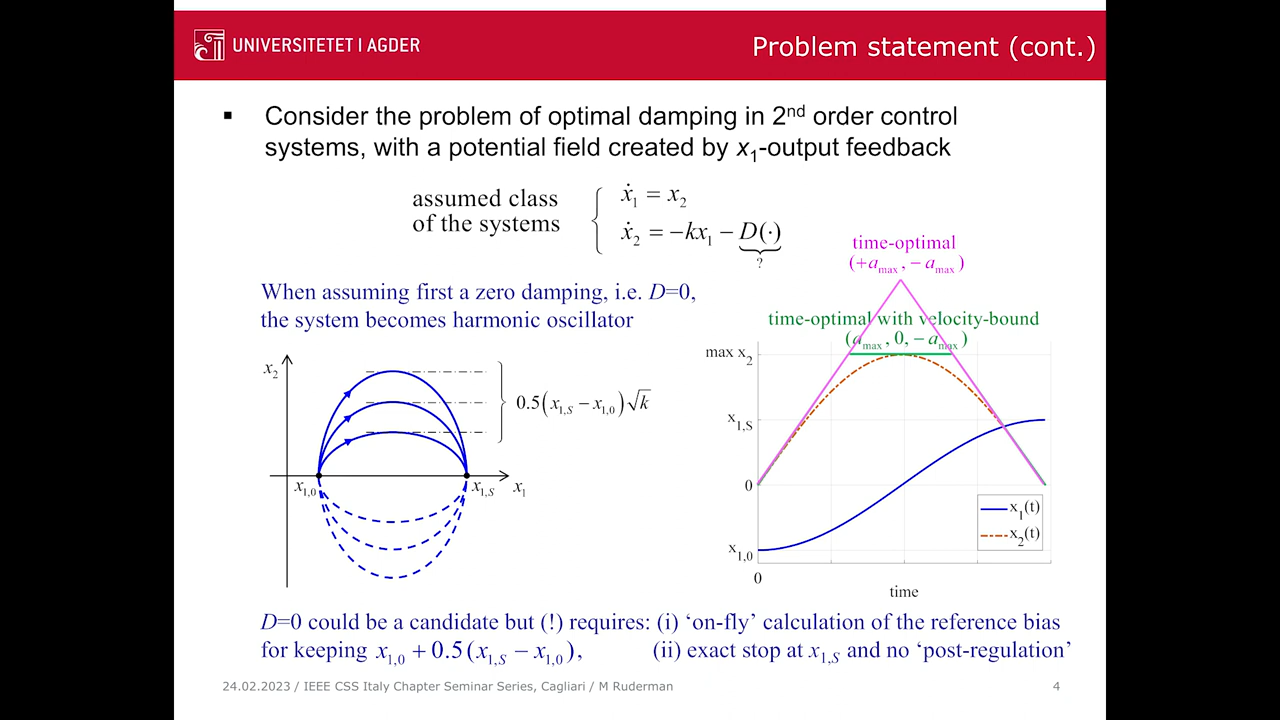 UNIVERSITETET I AGDER
Problem statement (cont.)
▪ Consider the problem of optimal damping in 2nd order control
systems, with a potential field created by x₁-output feedback
assumed class
of the systems
ẋ₁ = x₂
ẋ₂ = −kx₁ − D(·)
?
When assuming first a zero damping, i.e. D=0,
the system becomes harmonic oscillator
x₂
0.5(x₁,S − x₁,0)√k
x₁,0
x₁,S
x₁
time-optimal
(+a_max, − a_max)
time-optimal with velocity-bound
(a_max, 0, − a_max)
max x₂
x₁,S
0
x₁,0
x₁(t)
x₂(t)
0
time
D=0 could be a candidate but (!) requires: (i) ‘on-fly’ calculation of the reference bias
for keeping x₁,0 + 0.5(x₁,S − x₁,0), (ii) exact stop at x₁,S and no ‘post-regulation’
24.02.2023 / IEEE CSS Italy Chapter Seminar Series, Cagliari / M Ruderman
4